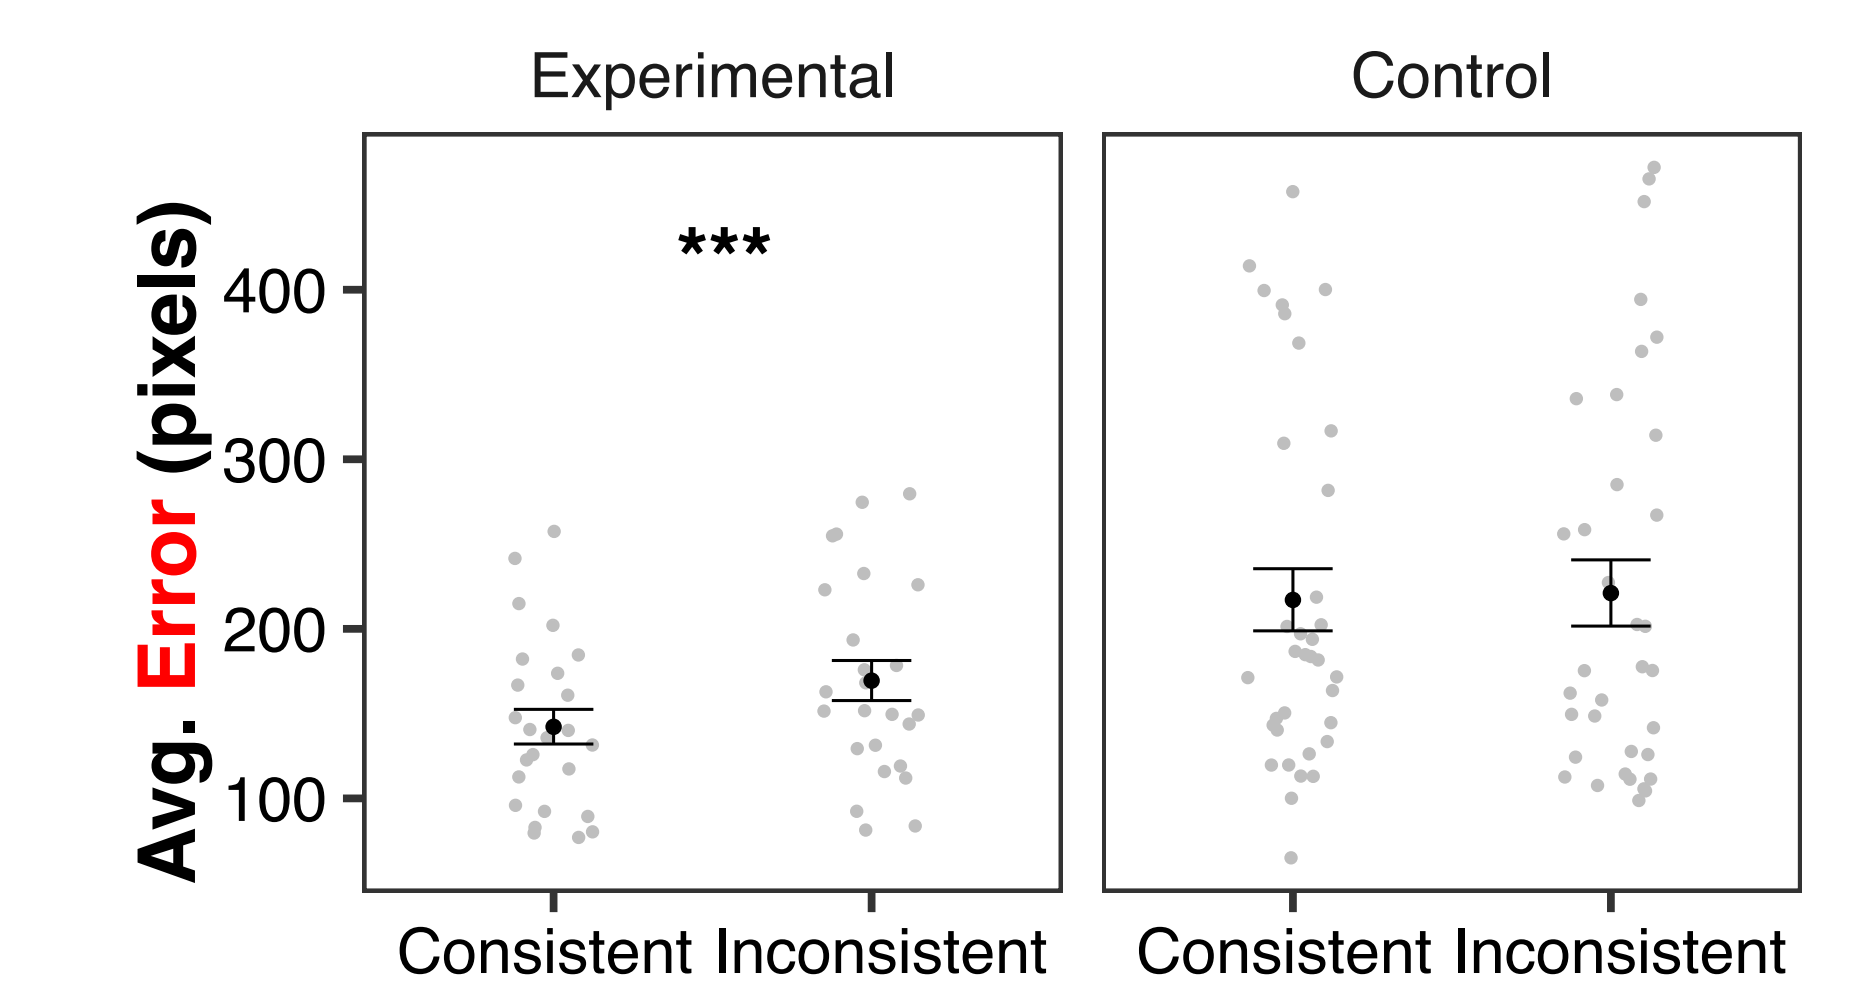 Experimental
Control
***
Avg. Error (pixels)
400
300
200
100
Consistent Inconsistent
Consistent Inconsistent